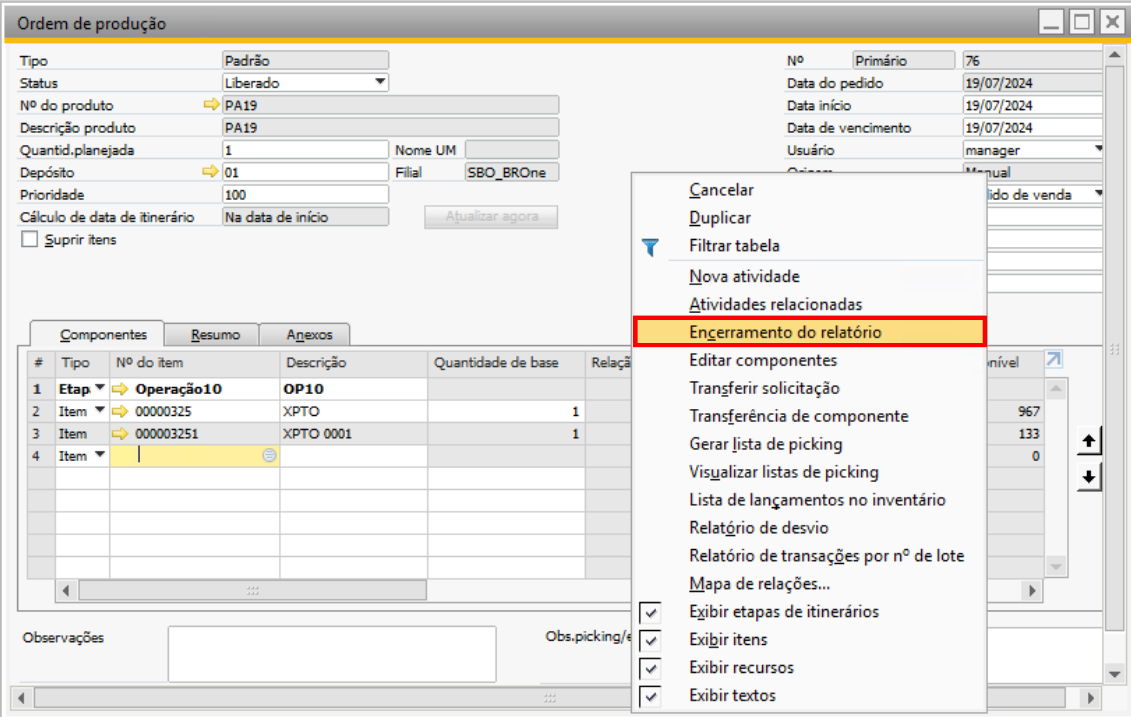 Ordem de produção
Tipo Padrão
Status Liberado
Nº do produto PA19
Descrição produto PA19
Quantid.planejada 1 Nome UM
Depósito 01 Filial SBO_BROne
Prioridade 100
Cálculo de data de itinerário Na data de início Atualizar agora
Suprir itens
Nº Primário 76
Data do pedido 19/07/2024
Data início 19/07/2024
Data de vencimento 19/07/2024
Usuário manager
Manual
dido de venda
Componentes Resumo Anexos
# Tipo Nº do item Descrição Quantidade de base Relaçã onível
1 Etap. Operação10 OP10
2 Item 00000325 XPTO 1 967
3 Item 000003251 XPTO 0001 1 133
4 Item 0
Observações Obs.picking/e
Cancelar
Duplicar
Filtrar tabela
Nova atividade
Atividades relacionadas
Encerramento do relatório
Editar componentes
Transferir solicitação
Transferência de componente
Gerar lista de picking
Visualizar listas de picking
Lista de lançamentos no inventário
Relatório de desvio
Relatório de transações por nº de lote
Mapa de relações...
Exibir etapas de itinerários
Exibir itens
Exibir recursos
Exibir textos